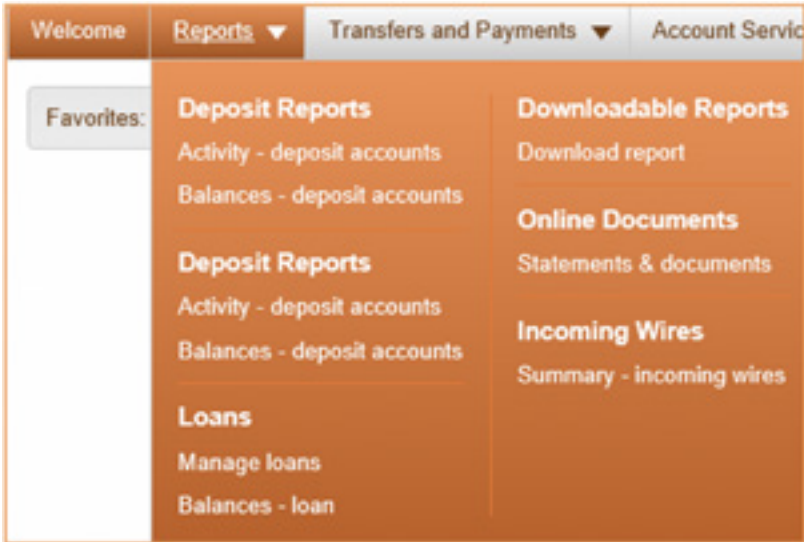 Welcome Reports Transfers and Payments Account Servic
Favorites:
Deposit Reports
Activity - deposit accounts
Balances - deposit accounts
Deposit Reports
Activity - deposit accounts
Balances - deposit accounts
Loans
Manage loans
Balances - loan
Downloadable Reports
Download report
Online Documents
Statements & documents
Incoming Wires
Summary - incoming wires